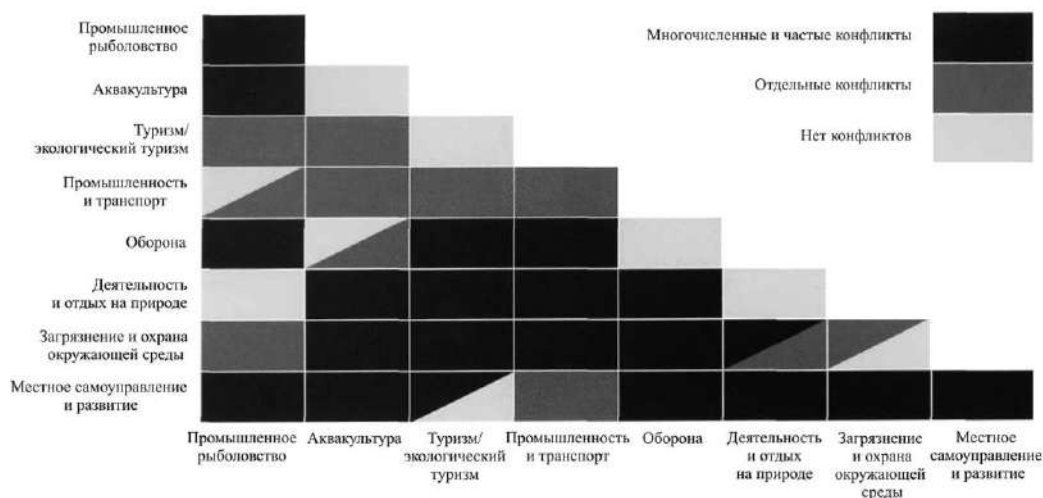 Промышленное
рыболовство
Аквакультура
Туризм/
экологический туризм
Промышленность
и транспорт
Оборона
Деятельность
и отдых на природе
Загрязнение и охрана
окружающей среды
Местное самоуправление
и развитие
Многочисленные и частые конфликты
Отдельные конфликты
Нет конфликтов
Промышленное
рыболовство
Аквакультура
Туризм/
экологический
туризм
Промышленность
и транспорт
Оборона
Деятельность
и отдых
на природе
Загрязнение
и охрана
окружающей
среды
Местное
самоуправление
и развитие